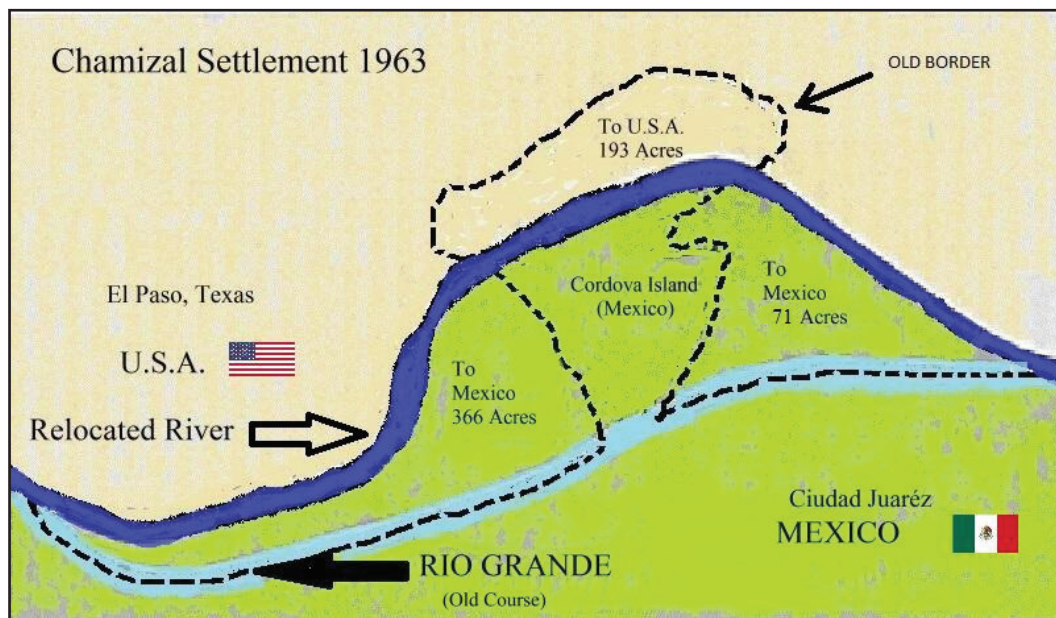 Chamizal Settlement 1963
OLD BORDER
To U.S.A.
193 Acres
El Paso, Texas
U.S.A.
Cordova Island
(Mexico)
To
Mexico
71 Acres
To
Mexico
366 Acres
Relocated River
Ciudad Juaréz
MEXICO
RIO GRANDE
(Old Course)